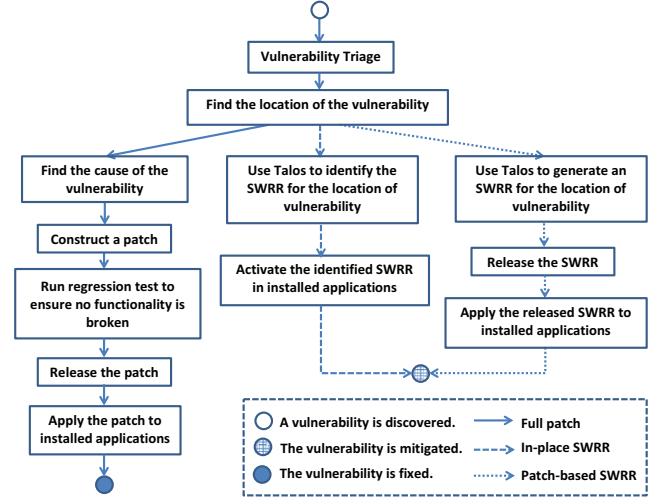 Vulnerability Triage
Find the location of the vulnerability
Find the cause of the
vulnerability
Construct a patch
Run regression test to
ensure no functionality is
broken
Release the patch
Apply the patch to
installed applications
Use Talos to identify the
SWRR for the location of
vulnerability
Activate the identified SWRR
in installed applications
Use Talos to generate an
SWRR for the location of
vulnerability
Release the SWRR
Apply the released SWRR to
installed applications
A vulnerability is discovered.
The vulnerability is mitigated.
The vulnerability is fixed.
Full patch
In-place SWRR
Patch-based SWRR